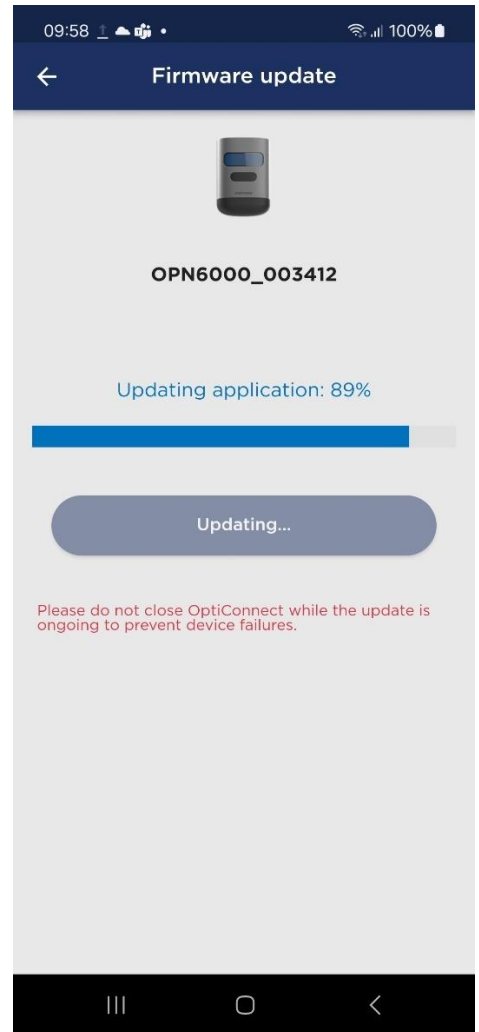 09:58 100%
Firmware update
OPN6000_003412
Updating application: 89%
Updating...
Please do not close OptiConnect while the update is
ongoing to prevent device failures.